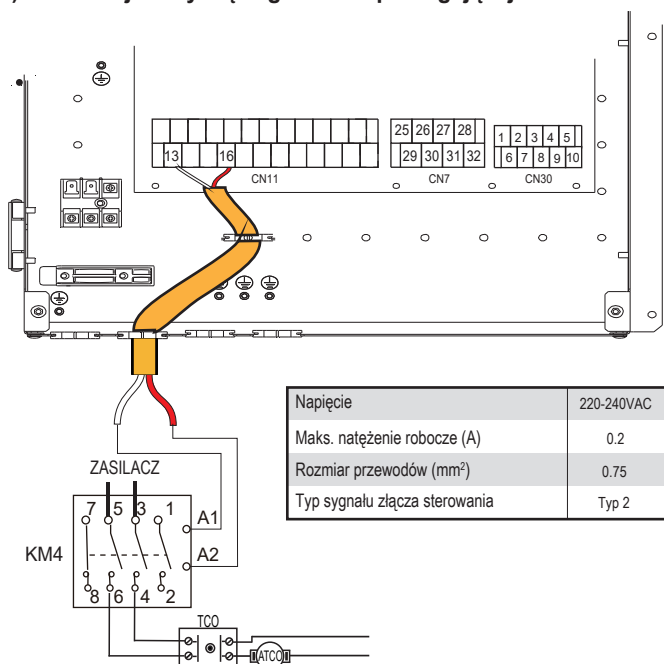 25 26 27 28
1 2 3 4 5
13 16
29 30 31 32
6 7 8 9 10
CN11
CN7
CN30
Napięcie 220-240VAC
Maks. natężenie robocze (A) 0.2
Rozmiar przewodów (mm²) 0.75
Typ sygnału złącza sterowania Typ 2
ZASILACZ
7 5 3 1
A1
KM4
A2
8 6 4 2
TCO
ATCO